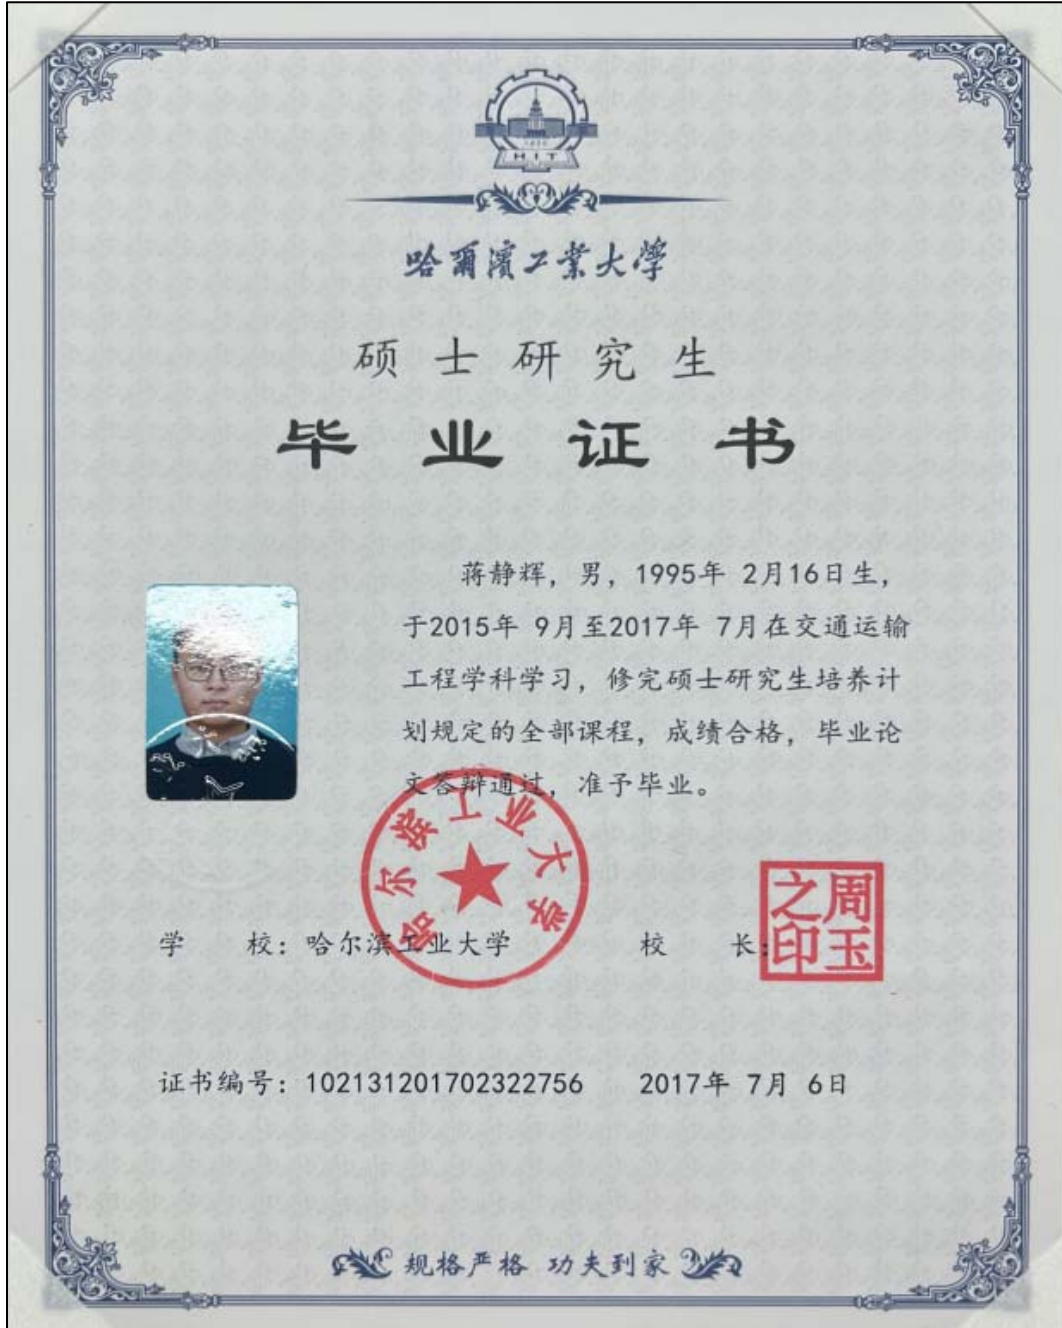 HIT
哈爾濱工業大學
硕士研究生
毕业证书
蒋静辉，男，1995年 2月16日生，
于2015年 9月至2017年 7月在交通运输
工程学科学习，修完硕士研究生培养计
划规定的全部课程，成绩合格，毕业论
文答辩通过，准予毕业。
哈尔滨工业大学
学 校：哈尔滨工业大学 校 长：
周玉之印
证书编号：102131201702322756 2017年 7月 6日
规格严格 功夫到家